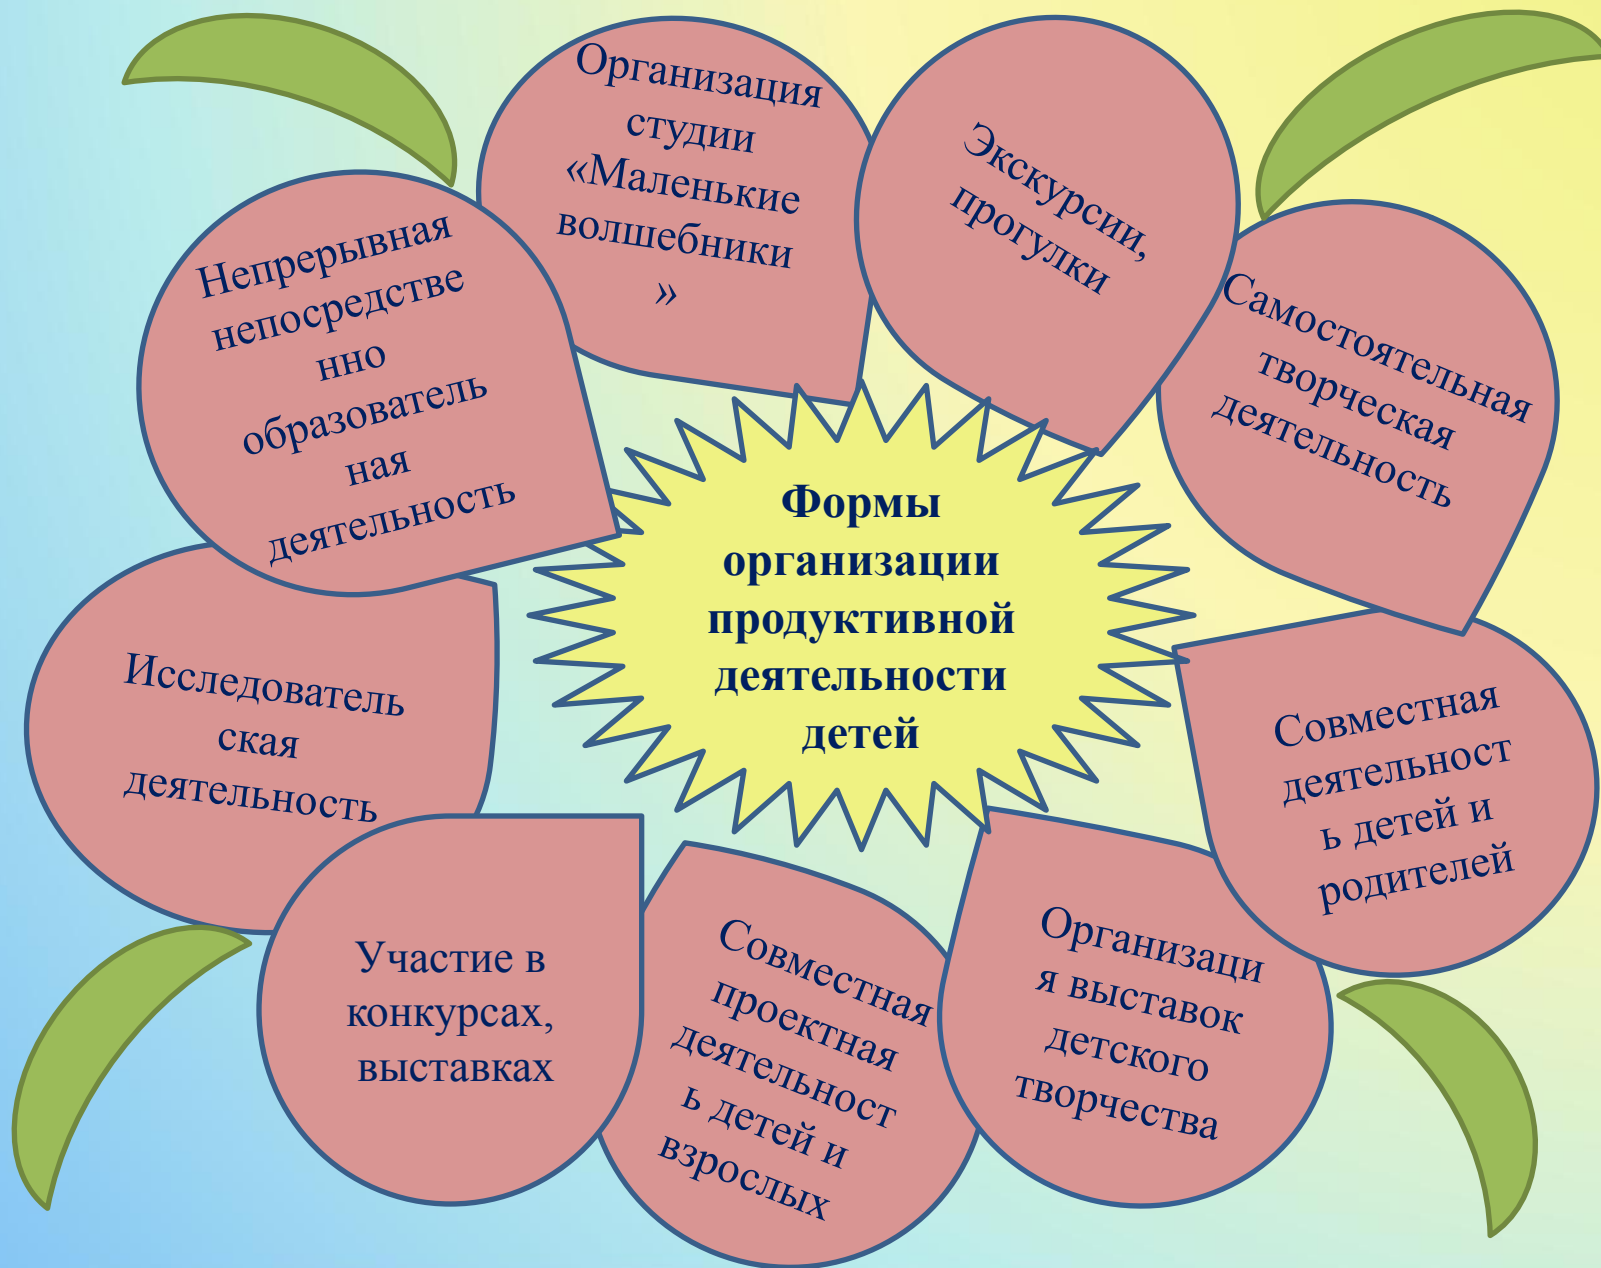 Организация
студии
«Маленькие
волшебники
»
Экскурсии,
прогулки
Самостоятельная
творческая
деятельность
Непрерывная
непосредстве
нно
образователь
ная
деятельность
Формы
организации
продуктивной
деятельности
детей
Совместная
деятельност
ь детей и
родителей
Исследователь
ская
деятельность
Участие в
конкурсах,
выставках
Совместная
проектная
деятельност
ь детей и
взрослых
Организаци
я выставок
детского
творчества